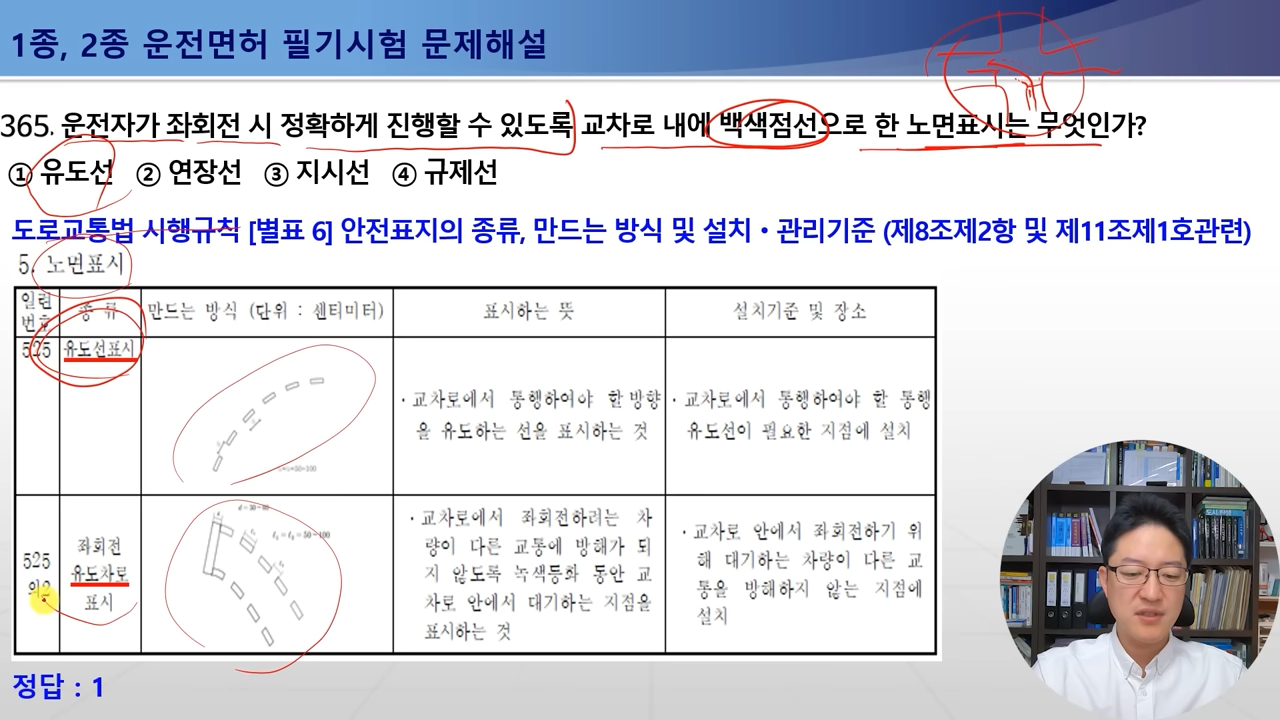 1종, 2종 운전면허 필기시험 문제해설
365. 운전자가 좌회전 시 정확하게 진행할 수 있도록 교차로 내에 백색점선으로 한 노면표시는 무엇인가?
① 유도선 ② 연장선 ③ 지시선 ④ 규제선
도로교통법 시행규칙 [별표 6] 안전표지의 종류, 만드는 방식 및 설치・관리기준 (제8조제2항 및 제11조제1호관련)
5. 노면표시
일련
번호
종 류
만드는 방식 (단위 : 센티미터)
표시하는 뜻
설치기준 및 장소
525
유도선표시
・교차로에서 통행하여야 할 방향
을 유도하는 선을 표시하는 것
・교차로에서 통행하여야 할 통행
유도선이 필요한 지점에 설치
525
의2
좌회전
유도차로
표시
・교차로에서 좌회전하려는 차
량이 다른 교통에 방해가 되
지 않도록 녹색등화 동안 교
차로 안에서 대기하는 지점을
표시하는 것
・교차로 안에서 좌회전하기 위
해 대기하는 차량이 다른 교
통을 방해하지 않는 지점에
설치
정답 : 1